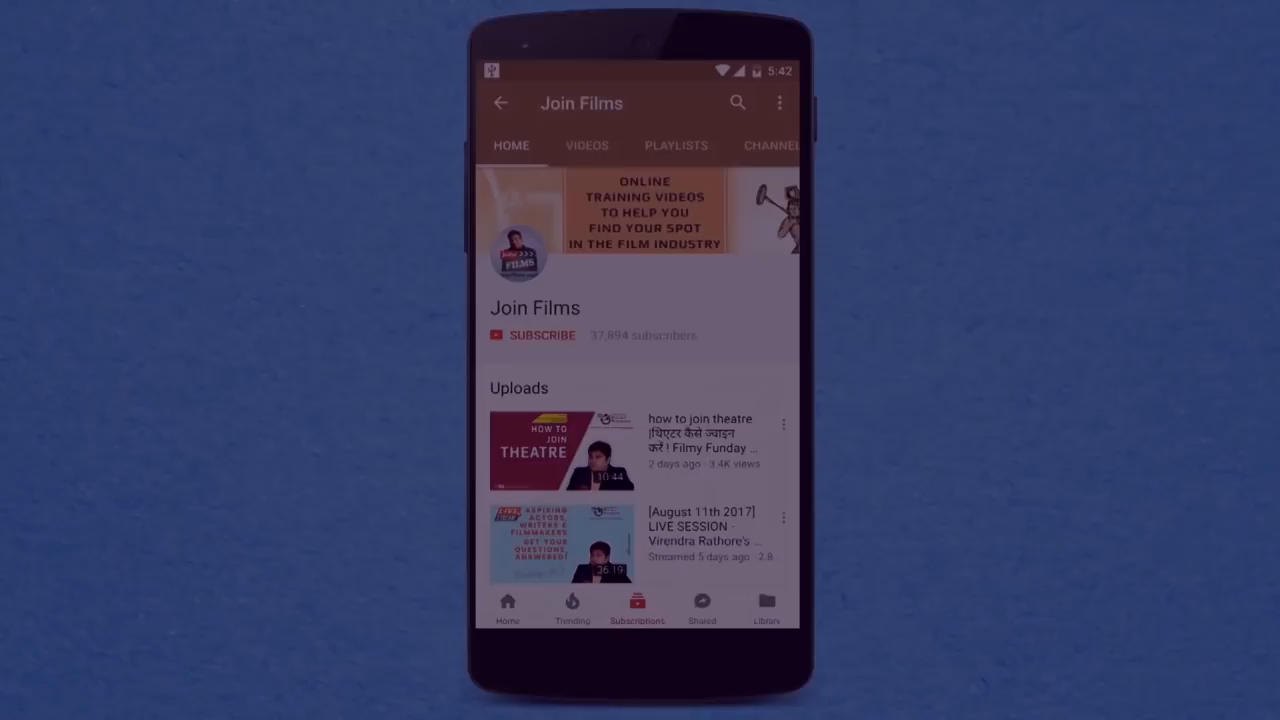 5:42
Join Films
HOME VIDEOS PLAYLISTS CHANNEL
ONLINE
TRAINING VIDEOS
TO HELP YOU
FIND YOUR SPOT
IN THE FILM INDUSTRY
FILMS
Join Films
SUBSCRIBE 37,894 subscribers
Uploads
HOW TO
JOIN
THEATRE
10:44
how to join theatre
|थिएटर कैसे ज्वाइन
करें ! Filmy Funday ...
2 days ago · 3.4K views
LIVE
ASPIRING
ACTORS,
WRITERS &
FILMMAKERS
GET YOUR
QUESTIONS,
ANSWERED!
36:19
[August 11th 2017]
LIVE SESSION -
Virendra Rathore's ...
Streamed 5 days ago · 2.8...
Home Trending Subscriptions Shared Library